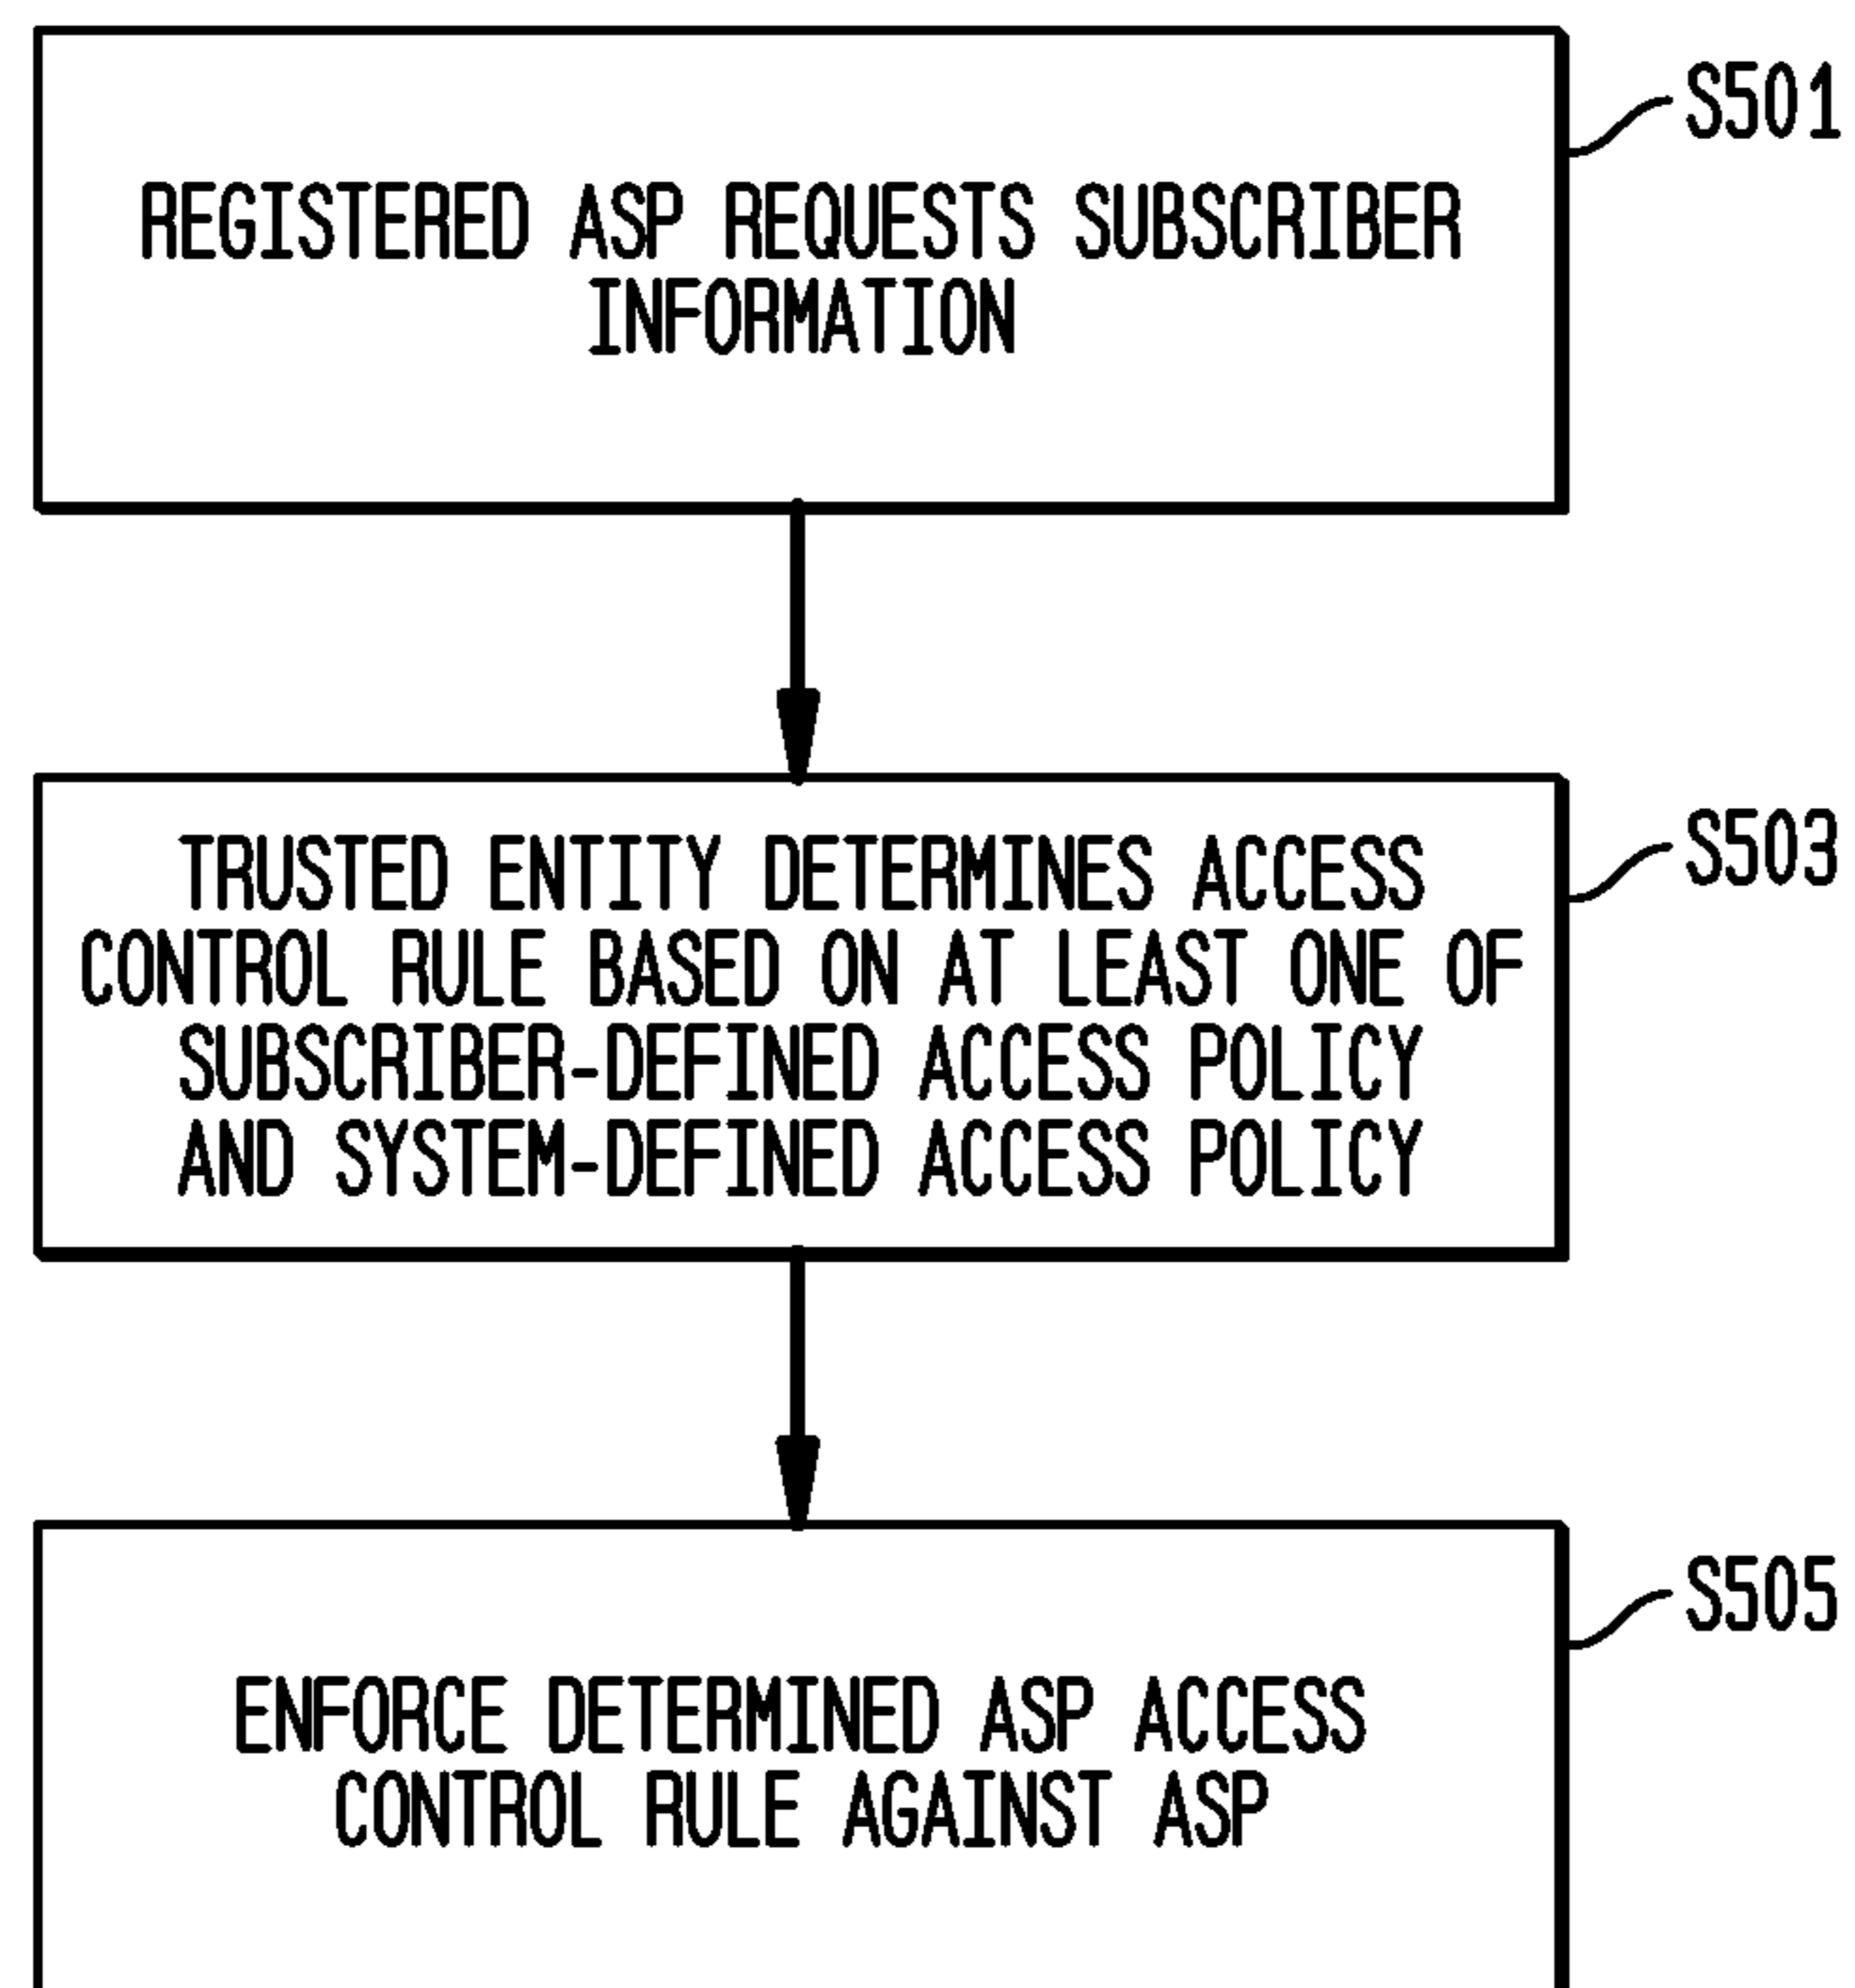 S501
REGISTERED ASP REQUESTS SUBSCRIBER
INFORMATION
S503
TRUSTED ENTITY DETERMINES ACCESS
CONTROL RULE BASED ON AT LEAST ONE OF
SUBSCRIBER-DEFINED ACCESS POLICY
AND SYSTEM-DEFINED ACCESS POLICY
S505
ENFORCE DETERMINED ASP ACCESS
CONTROL RULE AGAINST ASP